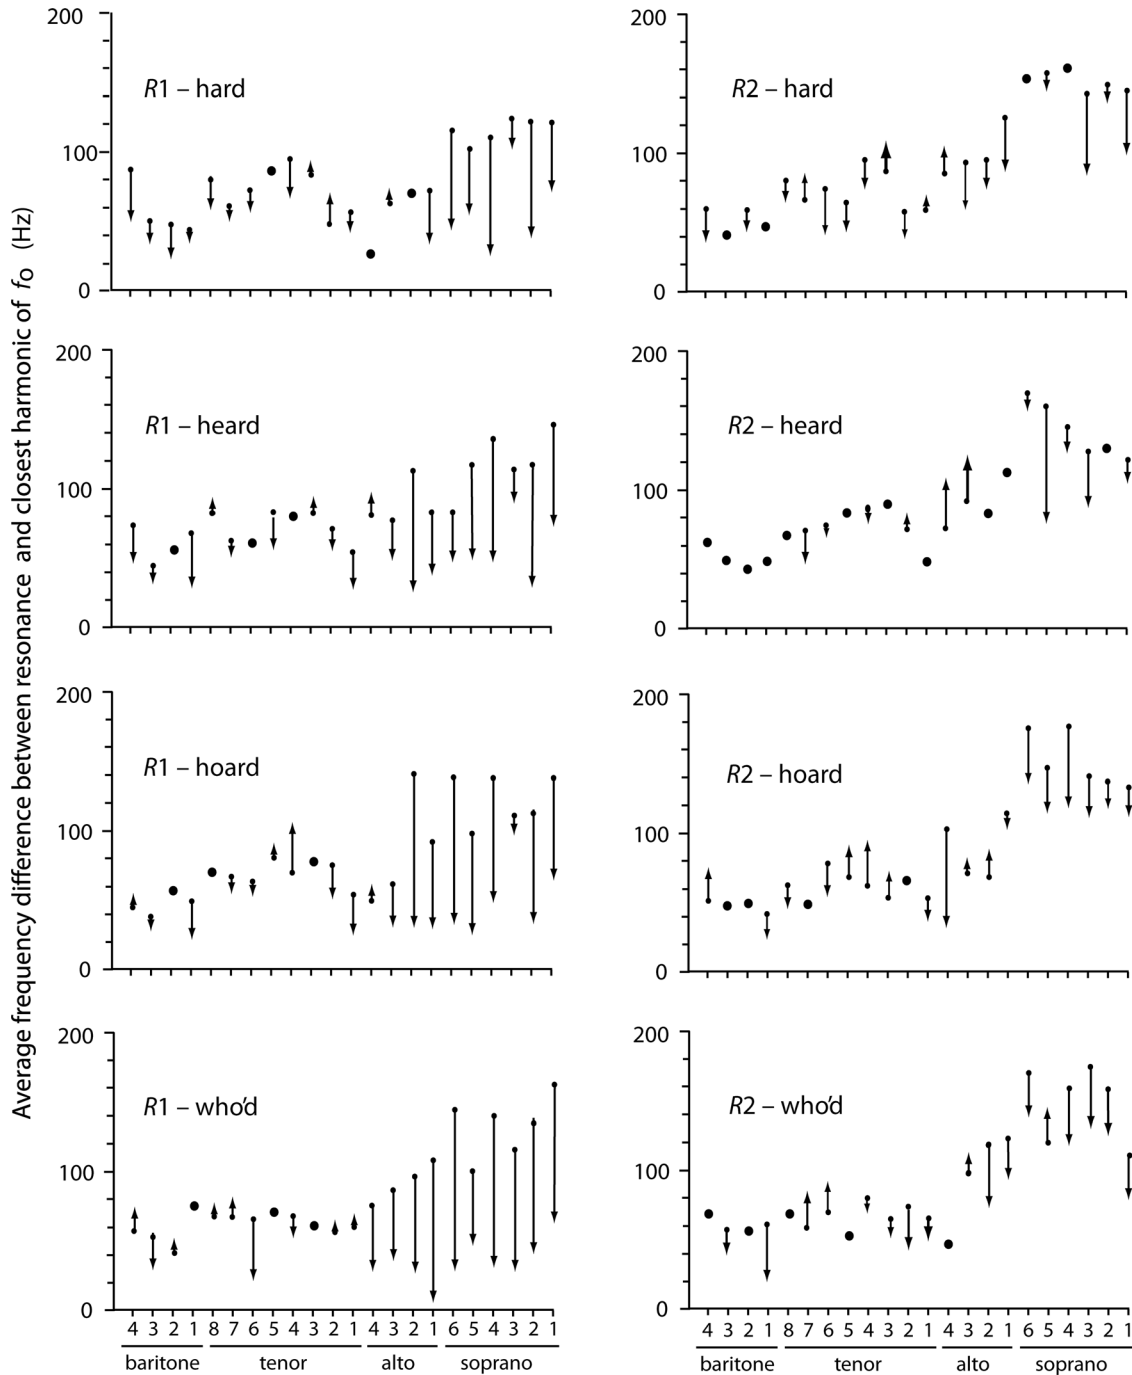 Average frequency difference between resonance and closest harmonic of fo (Hz)
200
100
0
R1 – hard
200
100
0
R2 – hard
200
100
0
R1 – heard
200
100
0
R2 – heard
200
100
0
R1 – hoard
200
100
0
R2 – hoard
200
100
0
R1 – who'd
200
100
0
R2 – who'd
4 3 2 1 8 7 6 5 4 3 2 1 4 3 2 1 6 5 4 3 2 1
baritone tenor alto soprano
4 3 2 1 8 7 6 5 4 3 2 1 4 3 2 1 6 5 4 3 2 1
baritone tenor alto soprano